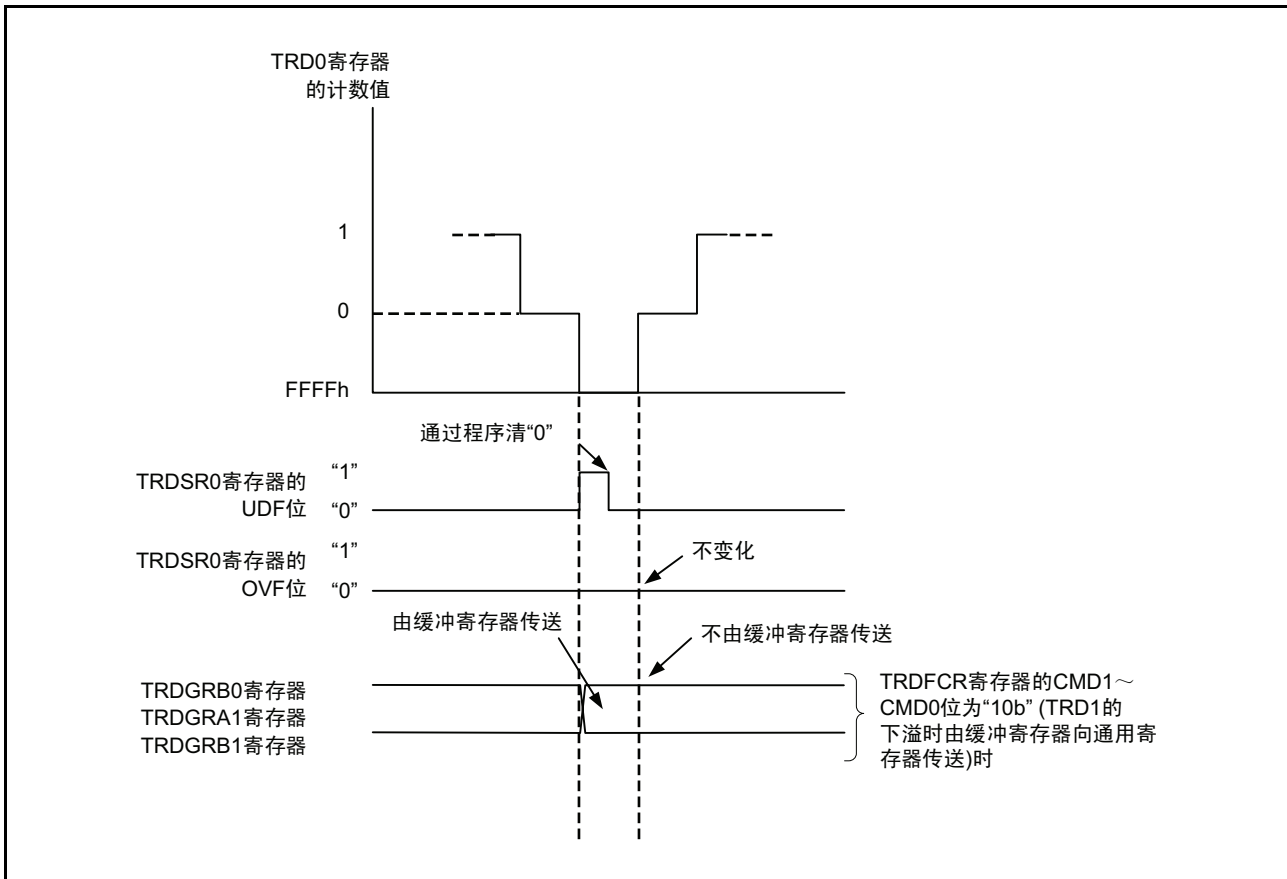 TRD0寄存器
的计数值
1
0
FFFFh
通过程序清“0”
TRDSR0寄存器的
UDF位
“1”
“0”
TRDSR0寄存器的
OVF位
“1”
“0”
不变化
由缓冲寄存器传送
不由缓冲寄存器传送
TRDGRB0寄存器
TRDGRA1寄存器
TRDGRB1寄存器
TRDFCR寄存器的CMD1～
CMD0位为“10b” (TRD1的
下溢时由缓冲寄存器向通用寄
存器传送)时